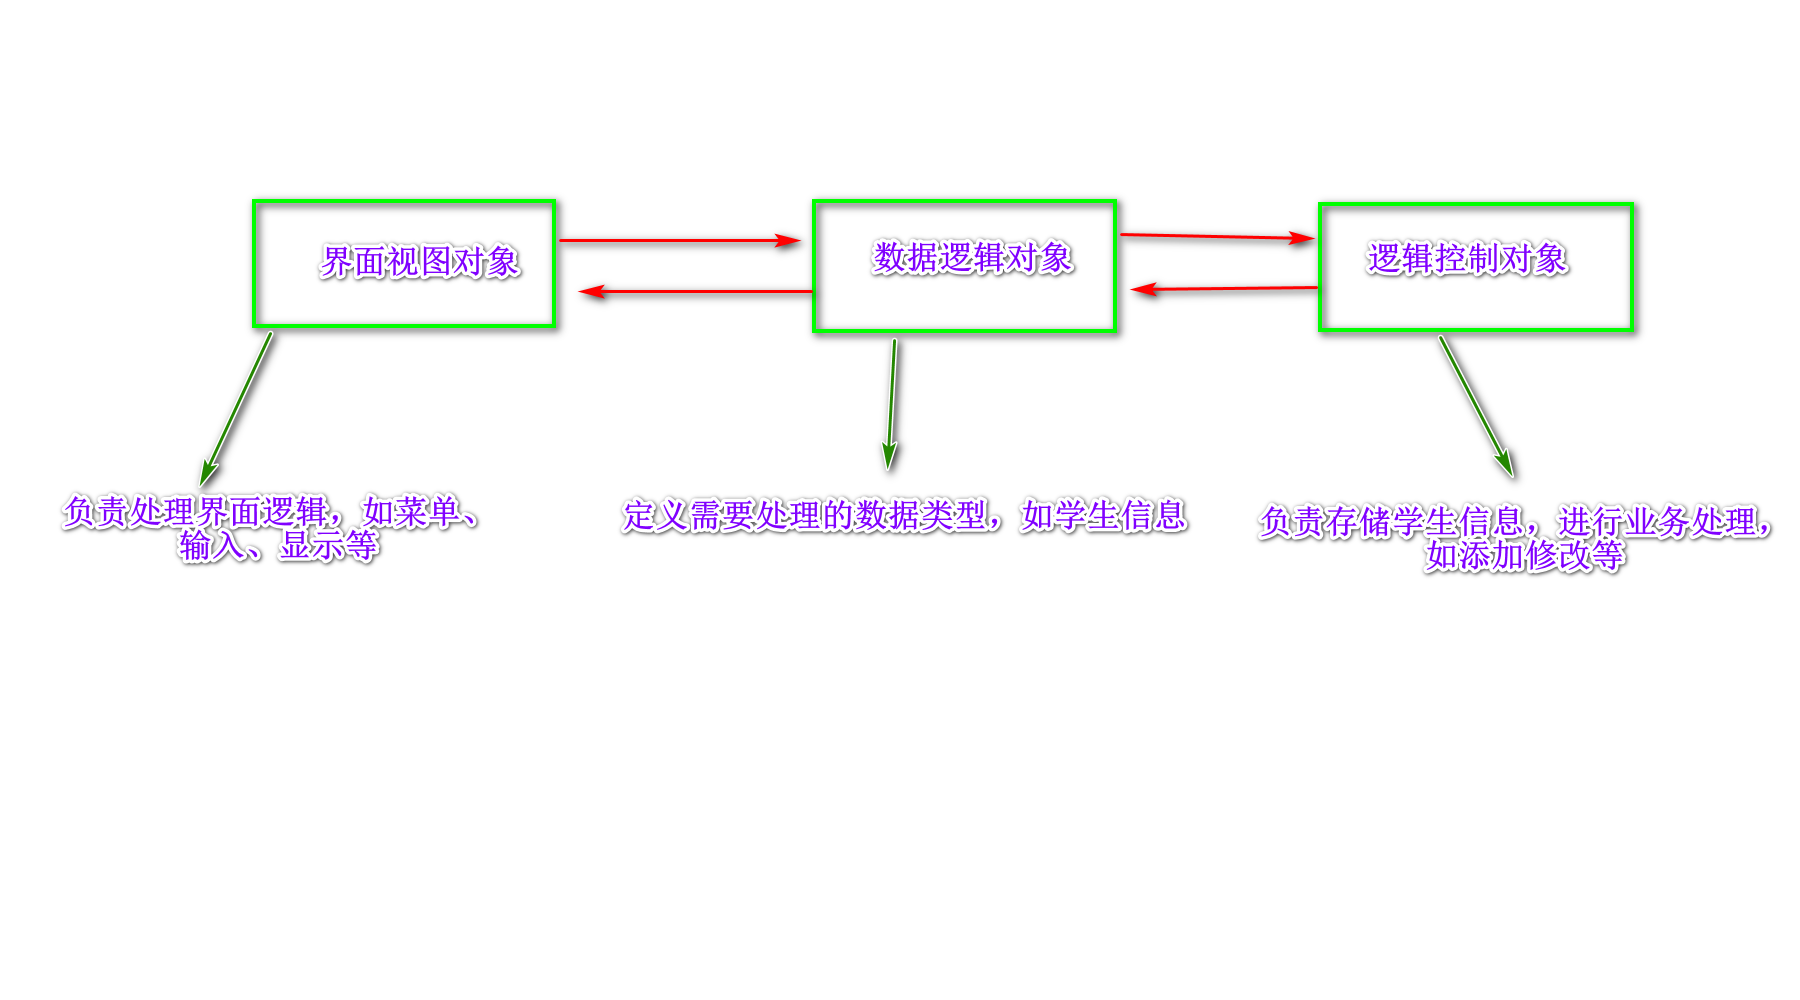 界面视图对象
数据逻辑对象
逻辑控制对象
负责处理界面逻辑，如菜单、
输入、显示等
定义需要处理的数据类型，如学生信息
负责存储学生信息，进行业务处理，
如添加修改等